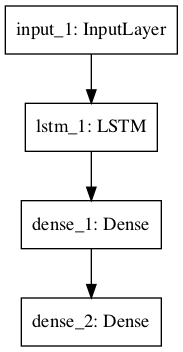 input_1: InputLayer
lstm_1: LSTM
dense_1: Dense
dense_2: Dense